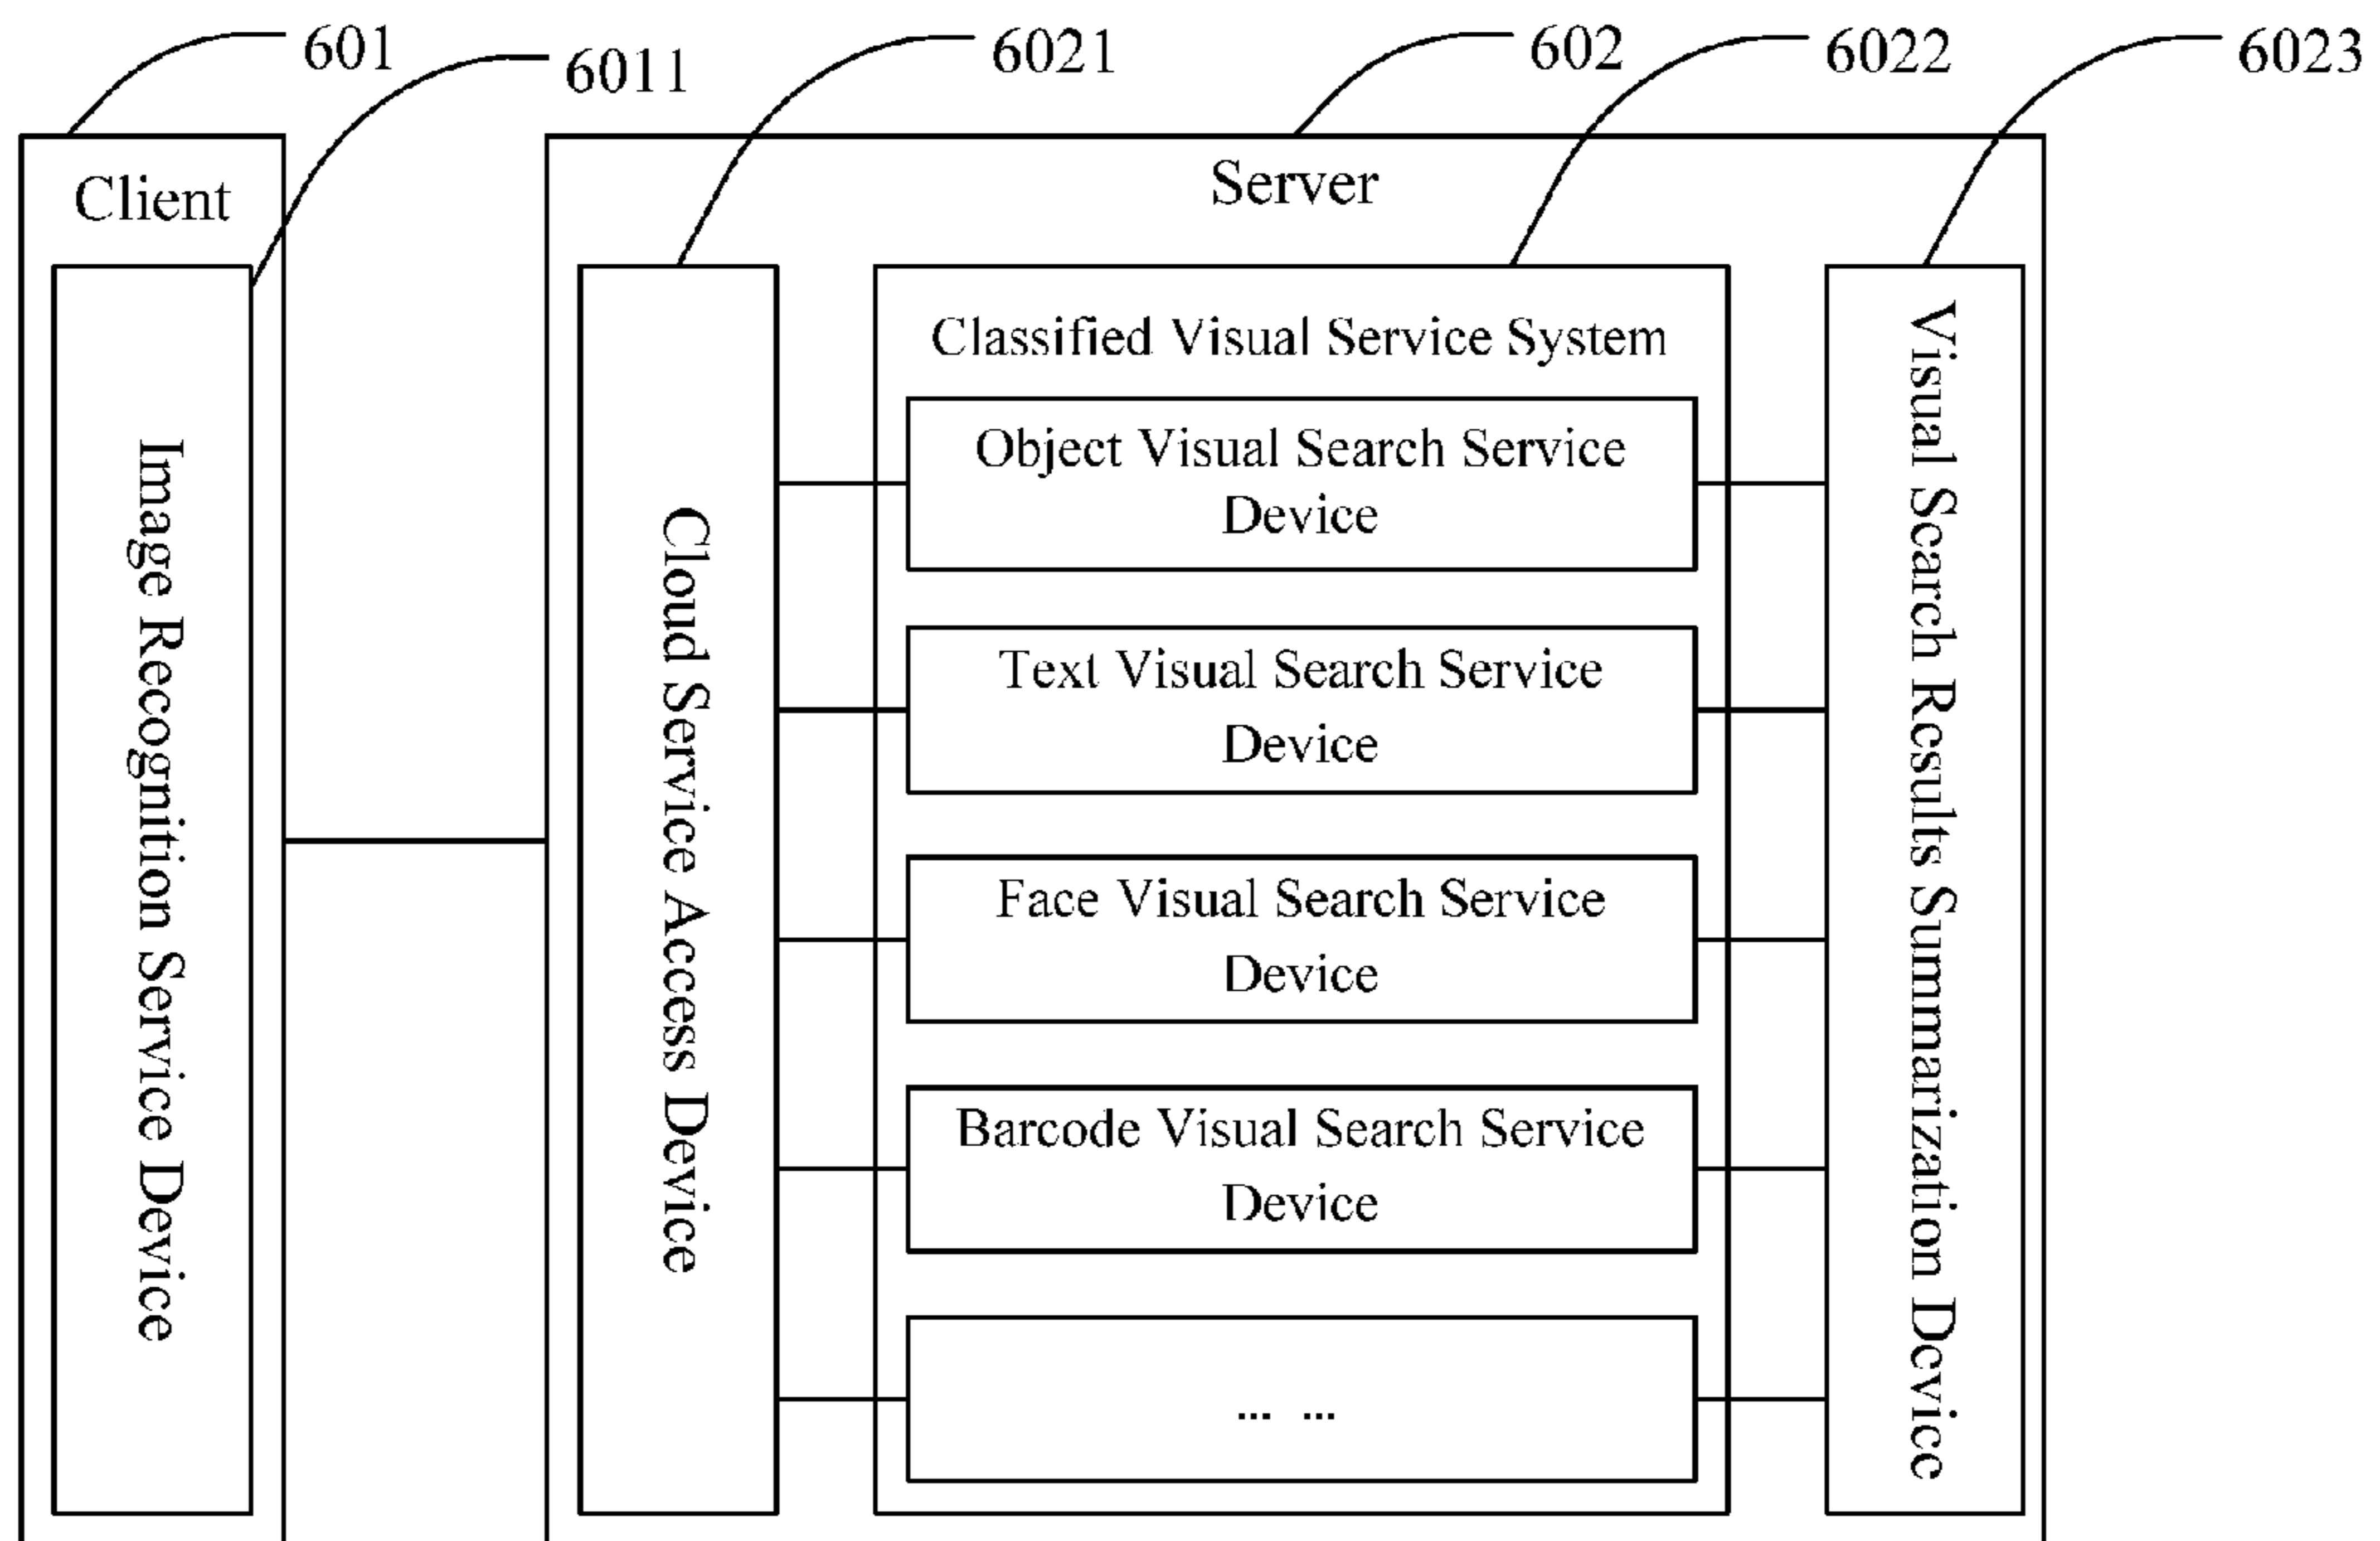 601
6011
6021
602
6022
6023
Client
Server
Image Recognition Service Device
Cloud Service Access Device
Classified Visual Service System
Object Visual Search Service
Device
Text Visual Search Service
Device
Face Visual Search Service
Device
Barcode Visual Search Service
Device
... ...
Visual Search Results Summarization Device